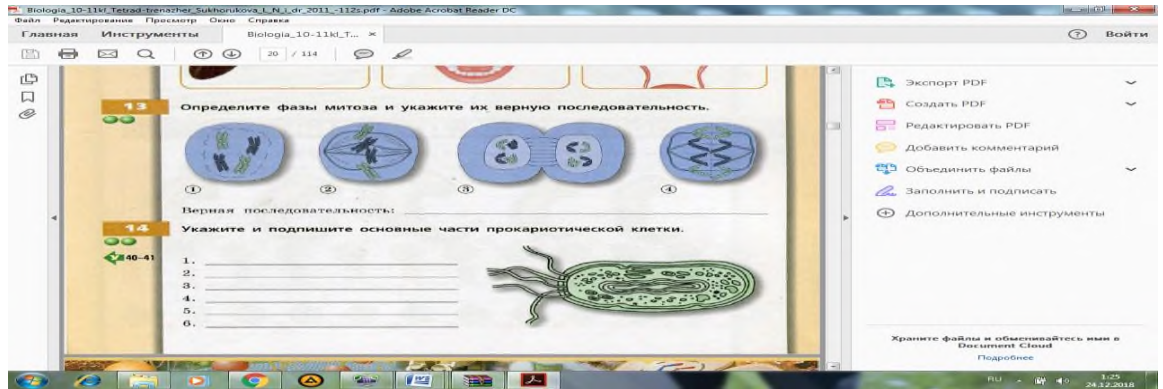 Biologia_10-11kl_Tetrad-trenazher_Sukhorukova_L_N_i_dr_2011_-112s.pdf - Adobe Acrobat Reader DC
Файл Редактирование Просмотр Окно Справка
Главная Инструменты Biologia_10-11kl_T... × Войти
20 / 114
13 Определите фазы митоза и укажите их верную последовательность.
1 2 3 4
Верная последовательность:
14 Укажите и подпишите основные части прокариотической клетки.
40-41
1.
2.
3.
4.
5.
6.
Экспорт PDF
Создать PDF
Редактировать PDF
Добавить комментарий
Объединить файлы
Заполнить и подписать
Дополнительные инструменты
Храните файлы и обменивайтесь ими в
Document Cloud
Подробнее
RU 1:25
24.12.2018